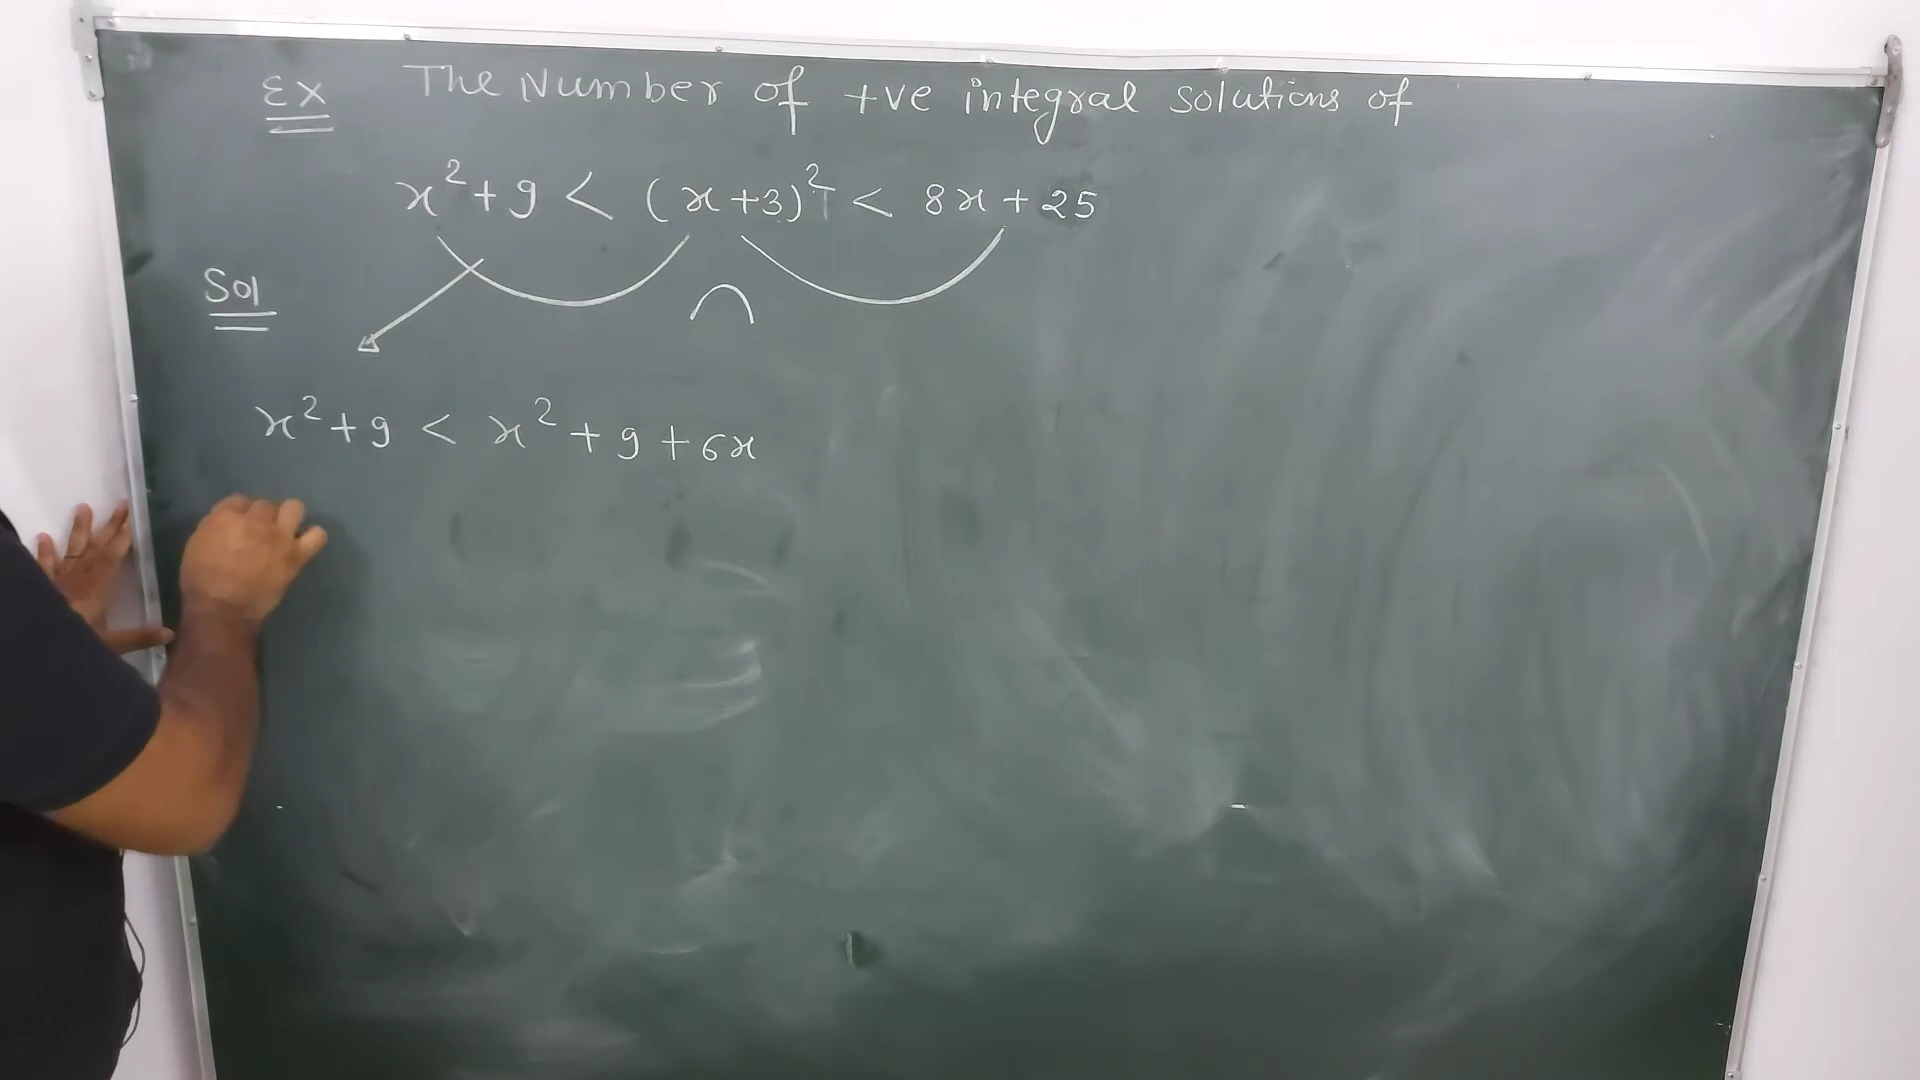 Ex The Number of +ve integral solutions of
x²+9 < (x+3)² < 8x+25
Sol
∩
x²+9 < x²+9+6x